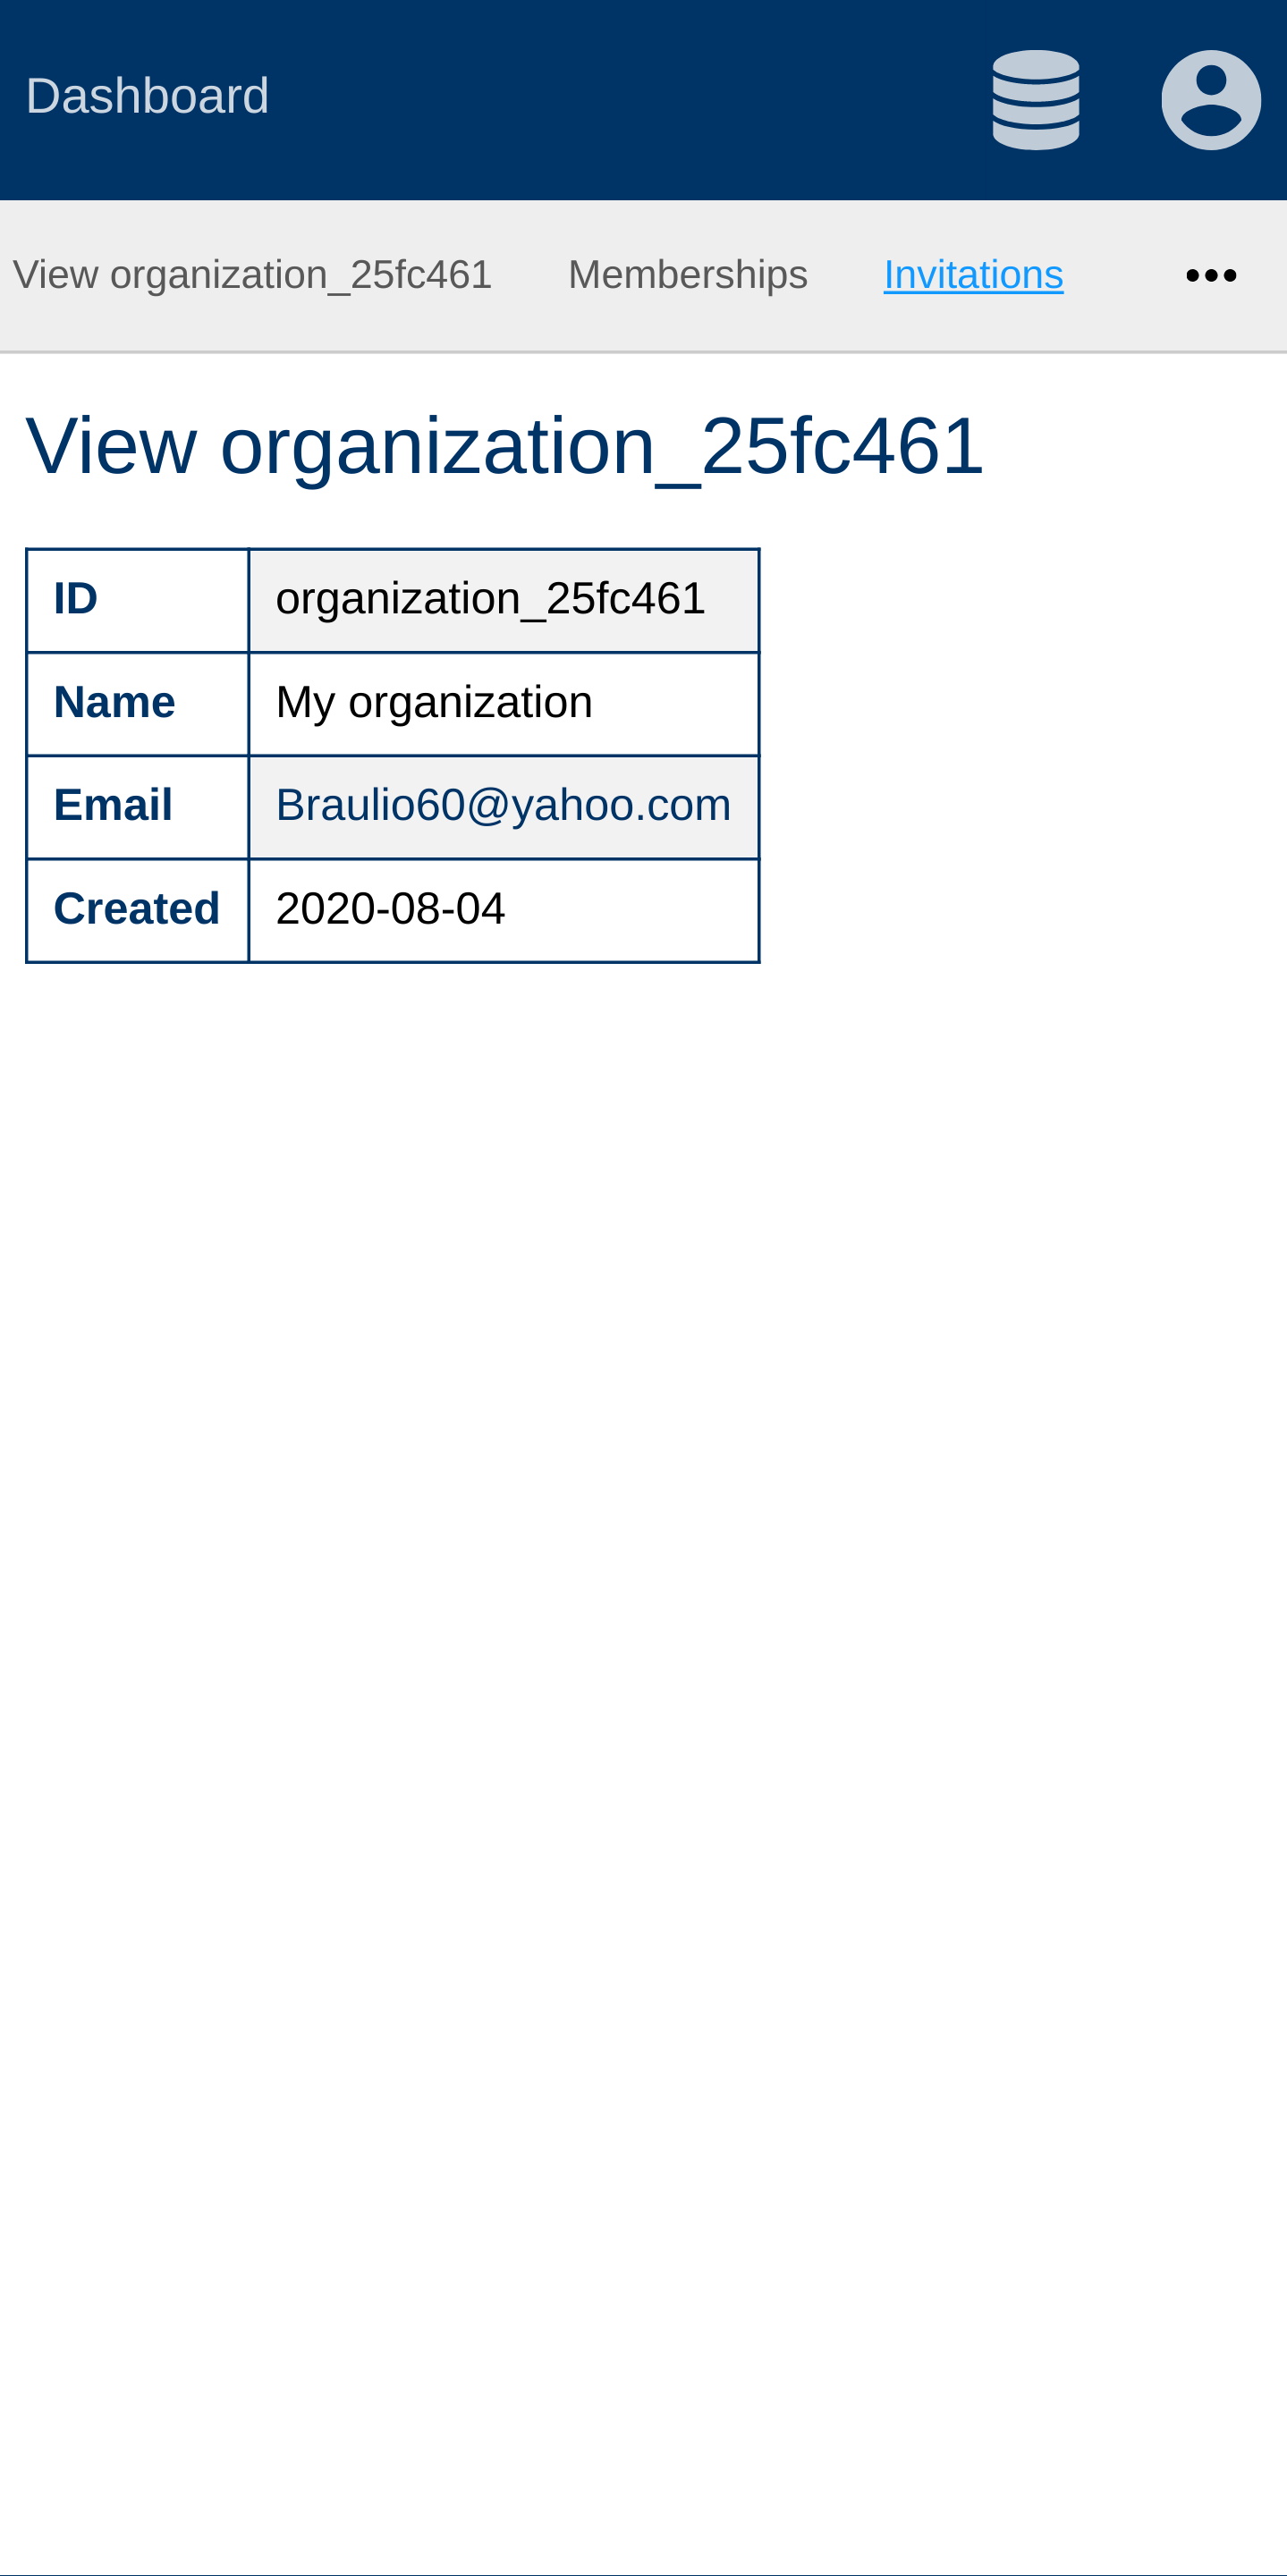 Dashboard
View organization_25fc461 Memberships Invitations •••
View organization_25fc461
ID organization_25fc461
Name My organization
Email Braulio60@yahoo.com
Created 2020-08-04